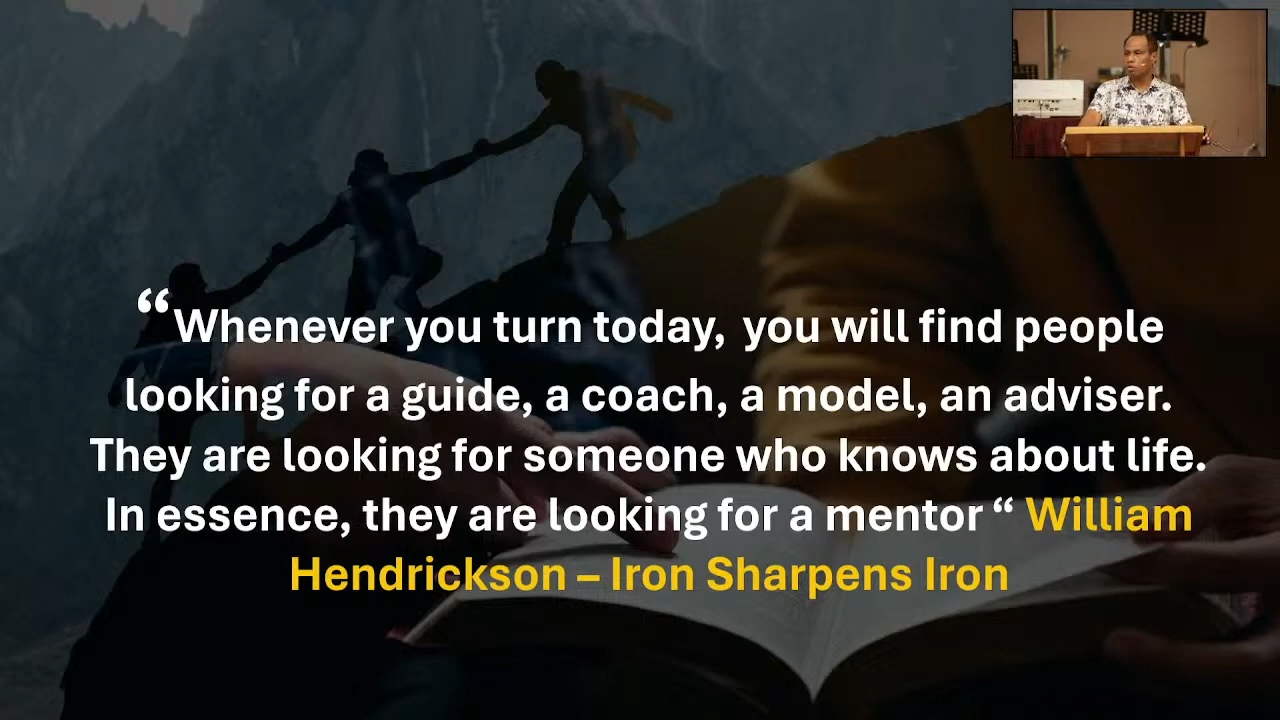 “Whenever you turn today,  you will find people
looking for a guide, a coach, a model, an adviser.
They are looking for someone who knows about life.
In essence, they are looking for a mentor “ William
Hendrickson – Iron Sharpens Iron